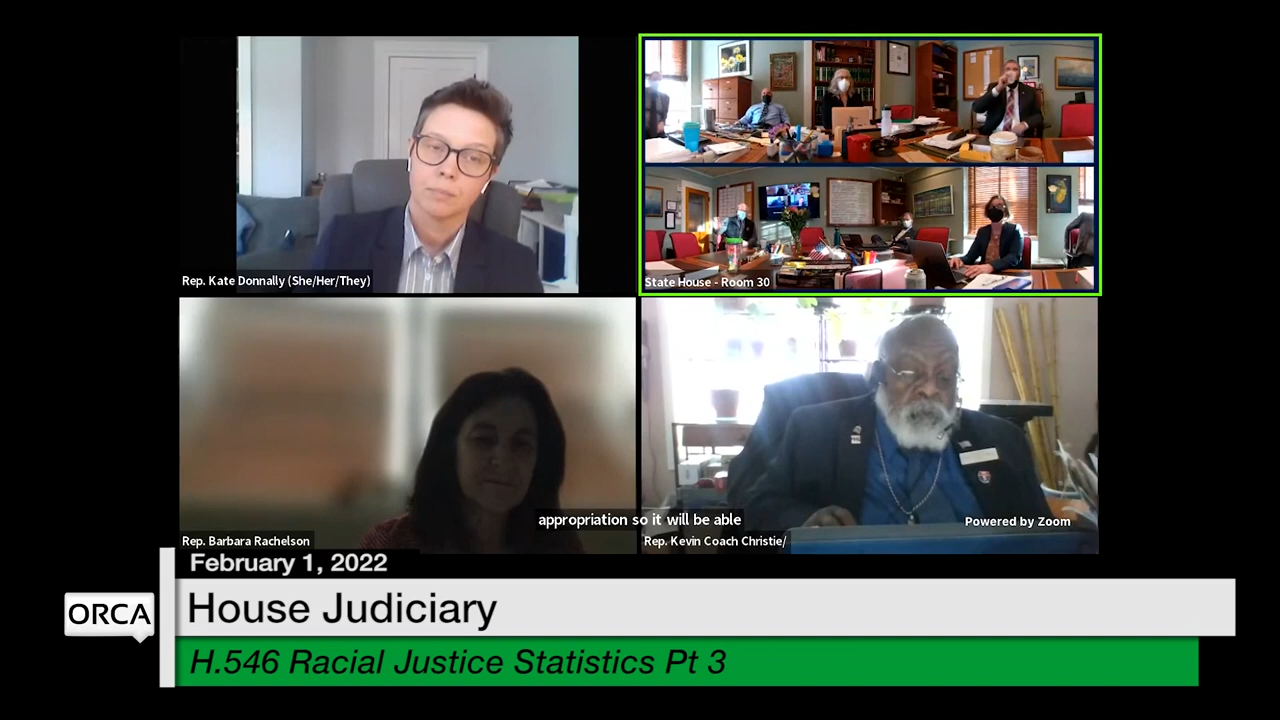 Rep. Kate Donnally (She/Her/They)
State House - Room 30
appropriation so it will be able
Powered by Zoom
Rep. Barbara Rachelson
Rep. Kevin Coach Christie/
February 1, 2022
ORCA
House Judiciary
H.546 Racial Justice Statistics Pt 3